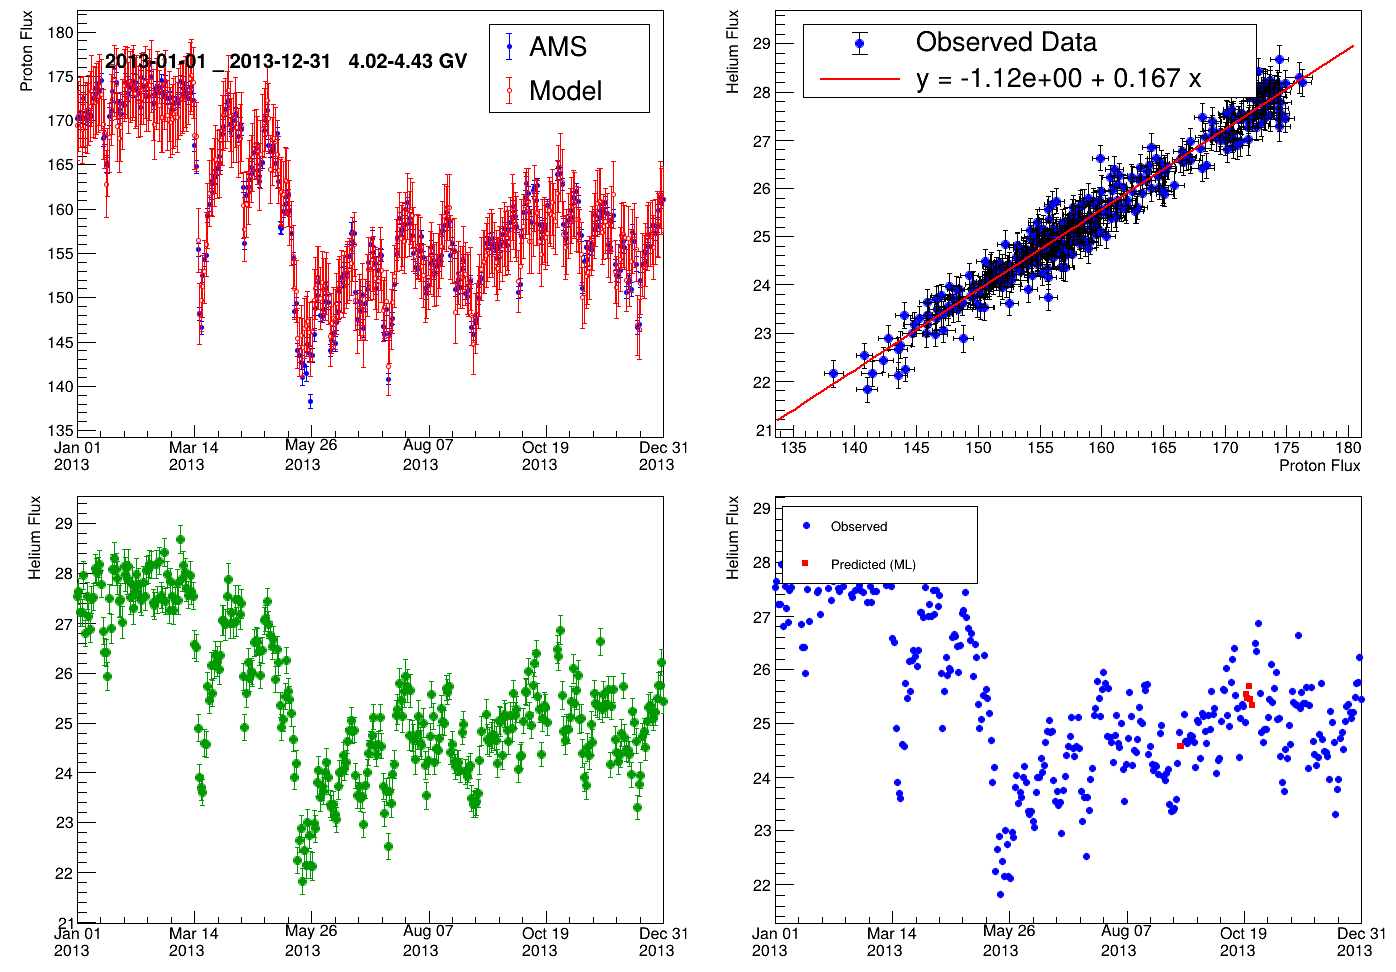 Proton Flux
180
175
170
165
160
155
150
145
140
135
2013-01-01 _ 2013-12-31 4.02-4.43 GV
AMS
Model
Jan 01 Mar 14 May 26 Aug 07 Oct 19 Dec 31
2013 2013 2013 2013 2013 2013
Helium Flux
29
28
27
26
25
24
23
22
21
Observed Data
y = -1.12e+00 + 0.167 x
135 140 145 150 155 160 165 170 175 180
Proton Flux
Helium Flux
29
28
27
26
25
24
23
22
21
Jan 01 Mar 14 May 26 Aug 07 Oct 19 Dec 31
2013 2013 2013 2013 2013 2013
Helium Flux
29
28
27
26
25
24
23
22
Observed
Predicted (ML)
Jan 01 Mar 14 May 26 Aug 07 Oct 19 Dec 31
2013 2013 2013 2013 2013 2013